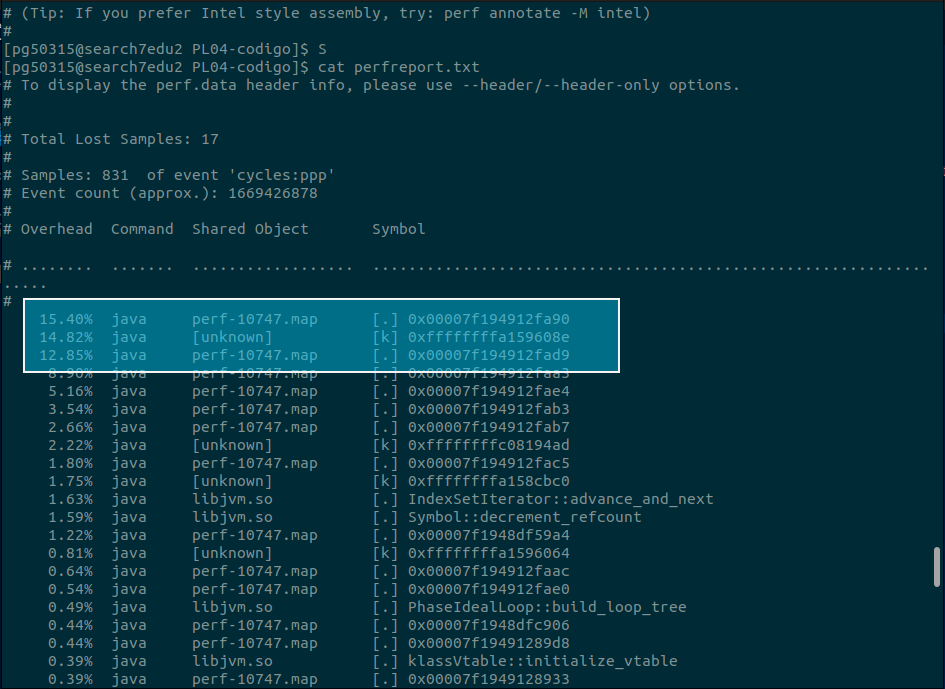 # (Tip: If you prefer Intel style assembly, try: perf annotate -M intel)
#
[pg50315@search7edu2 PL04-codigo]$ S
[pg50315@search7edu2 PL04-codigo]$ cat perfreport.txt
# To display the perf.data header info, please use --header/--header-only options.
#
#
# Total Lost Samples: 17
#
# Samples: 831  of event 'cycles:ppp'
# Event count (approx.): 1669426878
#
# Overhead  Command  Shared Object       Symbol
# ........  .......  ..................  ..............................................................
.....
#
    15.40%  java     perf-10747.map      [.] 0x00007f194912fa90
    14.82%  java     [unknown]           [k] 0xffffffffa159608e
    12.85%  java     perf-10747.map      [.] 0x00007f194912fad9
     8.90%  java     perf-10747.map      [.] 0x00007f194912faa3
     5.16%  java     perf-10747.map      [.] 0x00007f194912fae4
     3.54%  java     perf-10747.map      [.] 0x00007f194912fab3
     2.66%  java     perf-10747.map      [.] 0x00007f194912fab7
     2.22%  java     [unknown]           [k] 0xffffffffc08194ad
     1.80%  java     perf-10747.map      [.] 0x00007f194912fac5
     1.75%  java     [unknown]           [k] 0xffffffffa158cbc0
     1.63%  java     libjvm.so           [.] IndexSetIterator::advance_and_next
     1.59%  java     libjvm.so           [.] Symbol::decrement_refcount
     1.22%  java     perf-10747.map      [.] 0x00007f1948df59a4
     0.81%  java     [unknown]           [k] 0xffffffffa1596064
     0.64%  java     perf-10747.map      [.] 0x00007f194912faac
     0.54%  java     perf-10747.map      [.] 0x00007f194912fae0
     0.49%  java     libjvm.so           [.] PhaseIdealLoop::build_loop_tree
     0.44%  java     perf-10747.map      [.] 0x00007f1948dfc906
     0.44%  java     perf-10747.map      [.] 0x00007f19491289d8
     0.39%  java     libjvm.so           [.] klassVtable::initialize_vtable
     0.39%  java     perf-10747.map      [.] 0x00007f1949128933